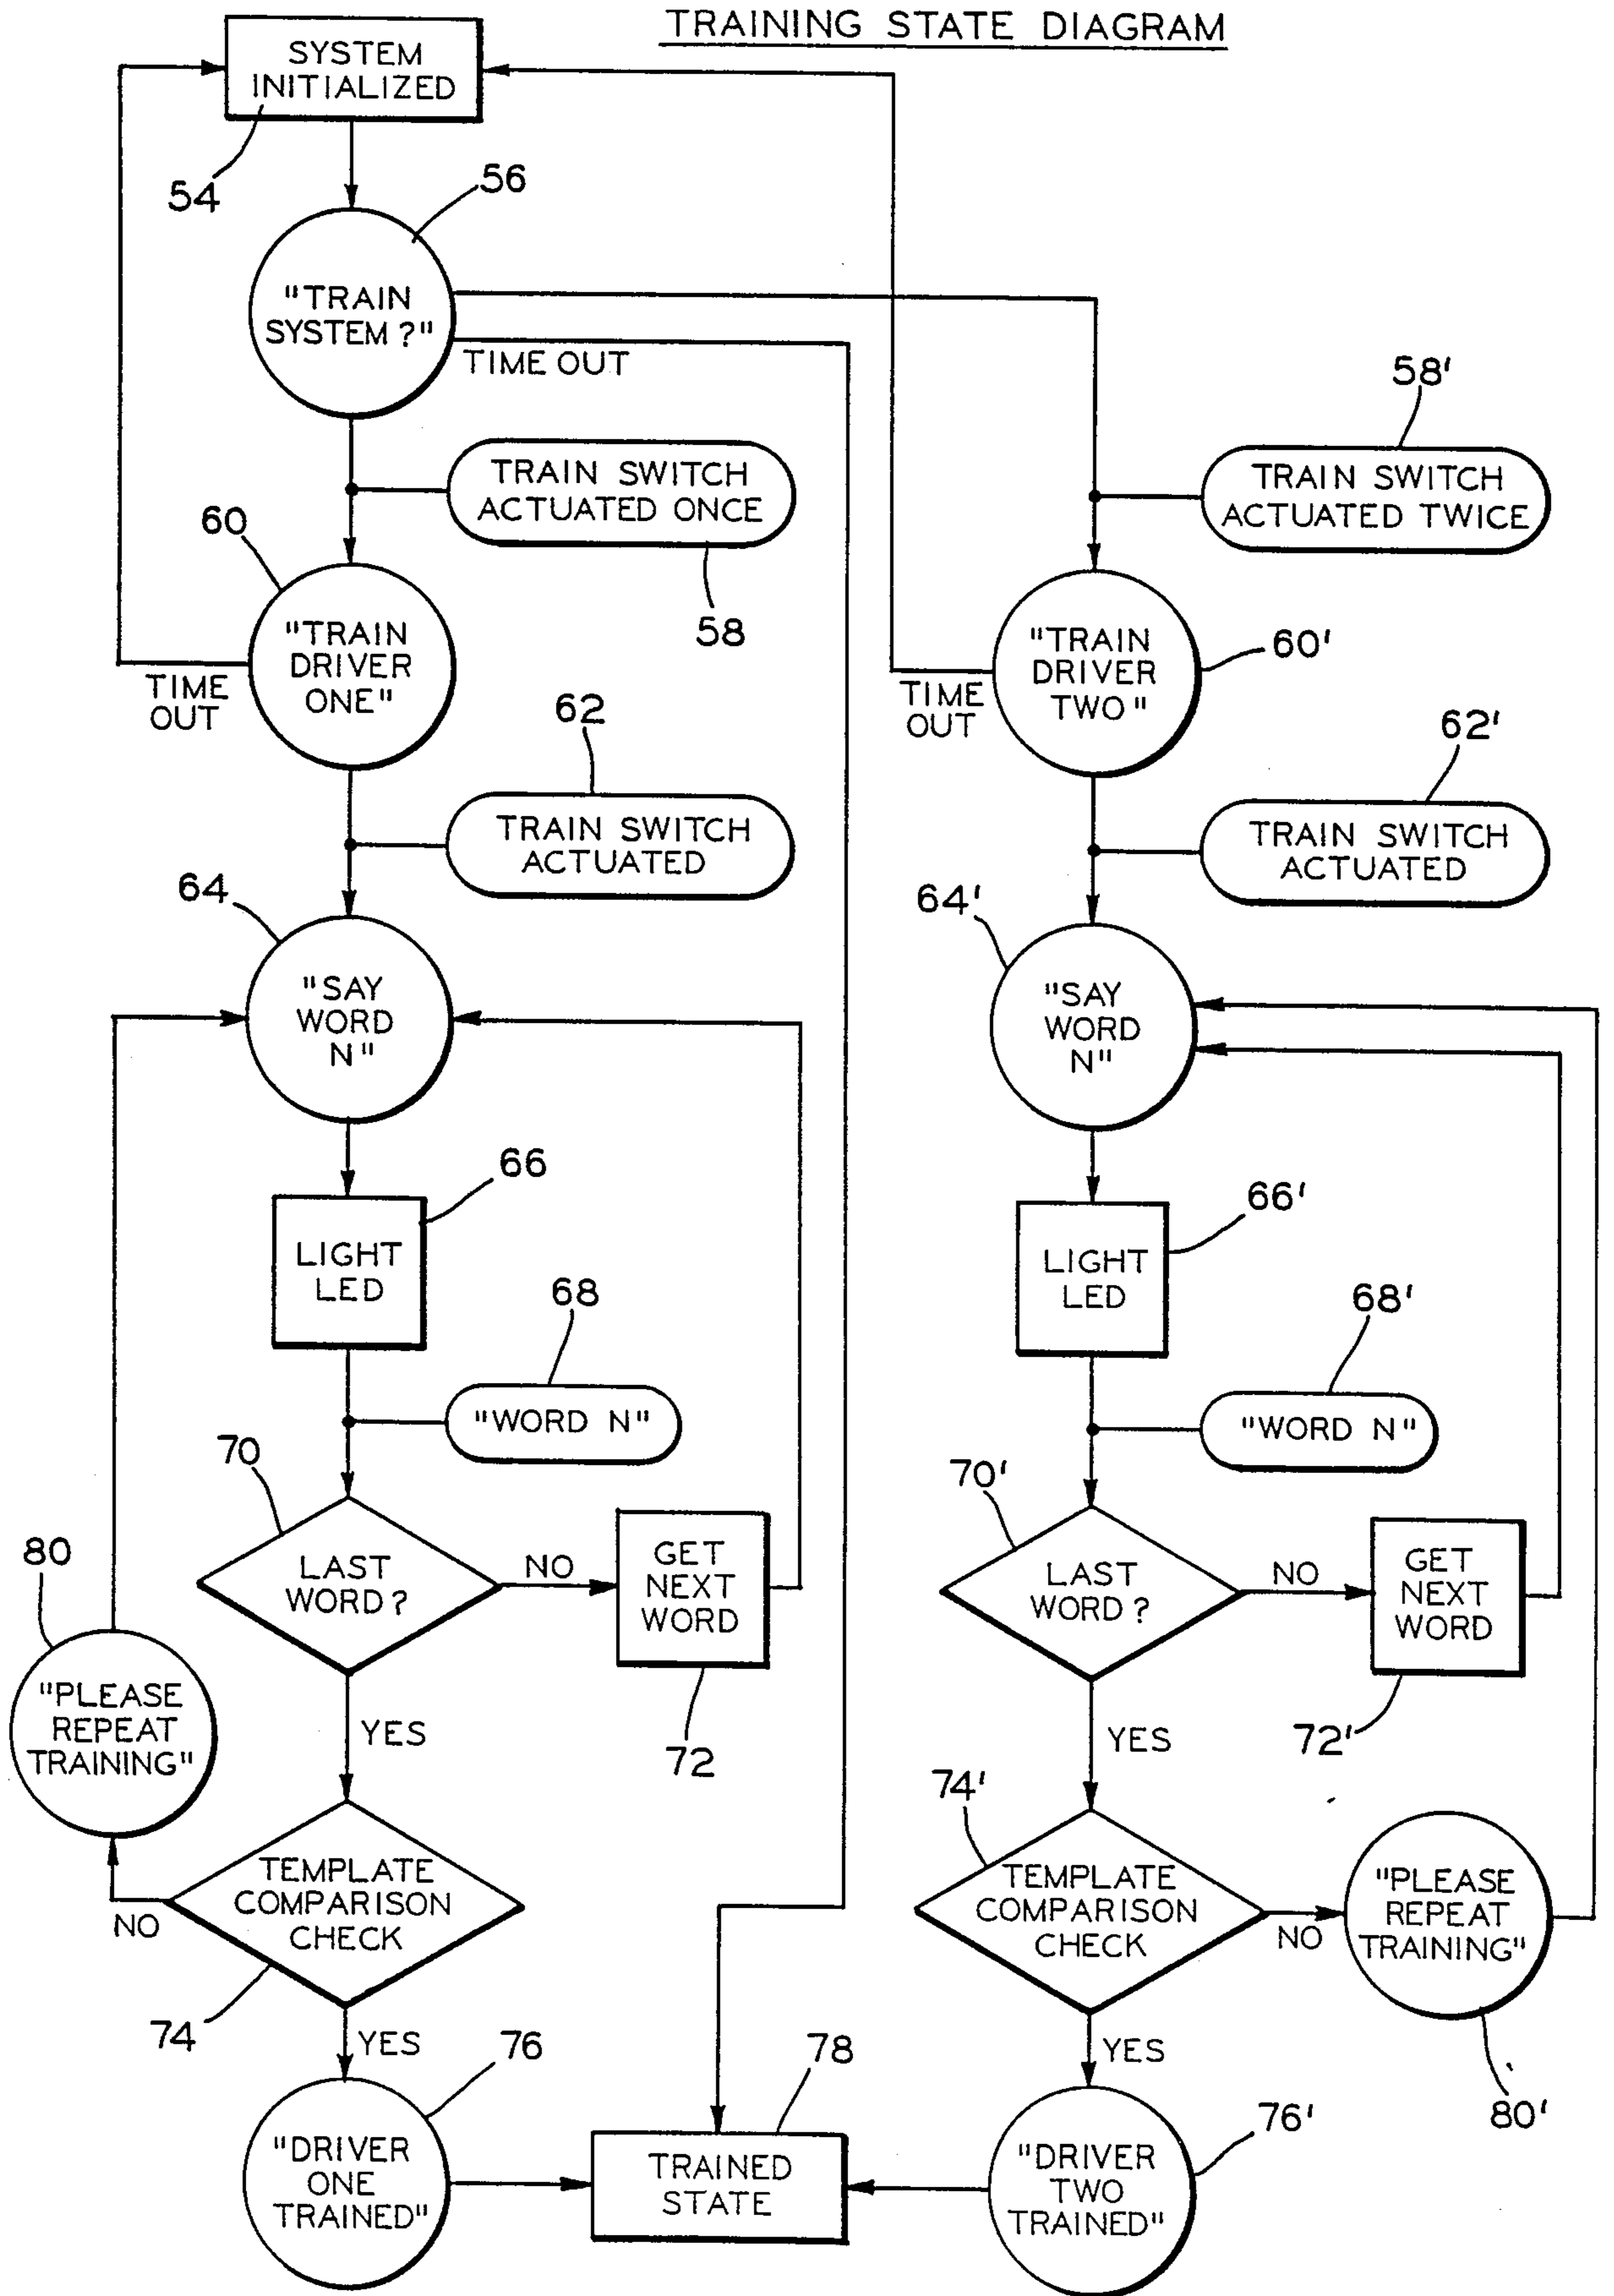 TRAINING STATE DIAGRAM
SYSTEM
INITIALIZED
54
56
"TRAIN
SYSTEM ?"
TIME OUT
TRAIN SWITCH
ACTUATED ONCE
58
58'
TRAIN SWITCH
ACTUATED TWICE
60
"TRAIN
DRIVER
ONE"
TIME
OUT
"TRAIN
DRIVER
TWO"
60'
TIME
OUT
62
TRAIN SWITCH
ACTUATED
62'
TRAIN SWITCH
ACTUATED
64
"SAY
WORD
N"
64'
"SAY
WORD
N"
66
LIGHT
LED
66'
LIGHT
LED
68
"WORD N"
68'
"WORD N"
70
LAST
WORD ?
NO
GET
NEXT
WORD
72
70'
LAST
WORD ?
NO
GET
NEXT
WORD
72'
80
"PLEASE
REPEAT
TRAINING"
YES
YES
TEMPLATE
COMPARISON
CHECK
NO
74
74'
TEMPLATE
COMPARISON
CHECK
NO
"PLEASE
REPEAT
TRAINING"
80'
YES
YES
76
"DRIVER
ONE
TRAINED"
78
TRAINED
STATE
76'
"DRIVER
TWO
TRAINED"